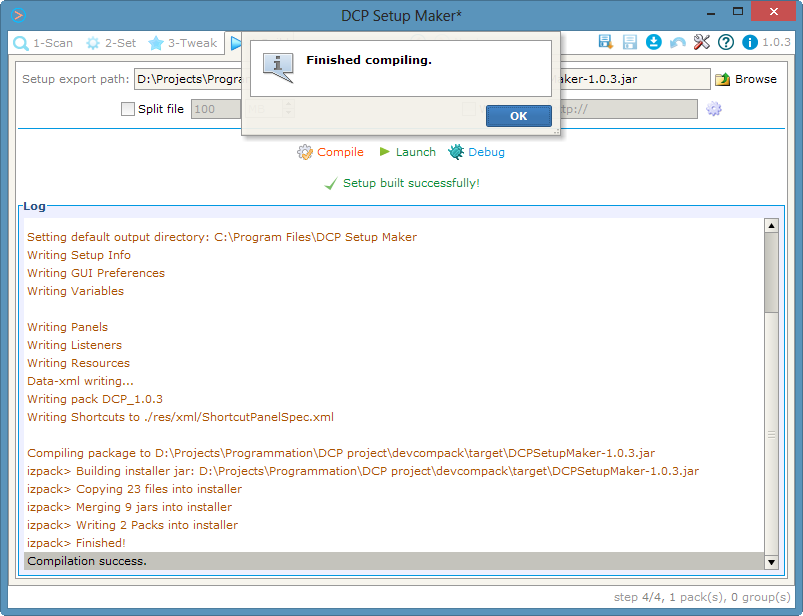 DCP Setup Maker*
1-Scan 2-Set 3-Tweak 1.0.3
Finished compiling.
OK
Setup export path: D:\Projects\Progra aker-1.0.3.jar Browse
Split file 100 tp://
Compile Launch Debug
Setup built successfully!
Log
Setting default output directory: C:\Program Files\DCP Setup Maker
Writing Setup Info
Writing GUI Preferences
Writing Variables
Writing Panels
Writing Listeners
Writing Resources
Data-xml writing...
Writing pack DCP_1.0.3
Writing Shortcuts to ./res/xml/ShortcutPanelSpec.xml
Compiling package to D:\Projects\Programmation\DCP project\devcompack\target\DCPSetupMaker-1.0.3.jar
izpack> Building installer jar: D:\Projects\Programmation\DCP project\devcompack\target\DCPSetupMaker-1.0.3.jar
izpack> Copying 23 files into installer
izpack> Merging 9 jars into installer
izpack> Writing 2 Packs into installer
izpack> Finished!
Compilation success.
step 4/4, 1 pack(s), 0 group(s)